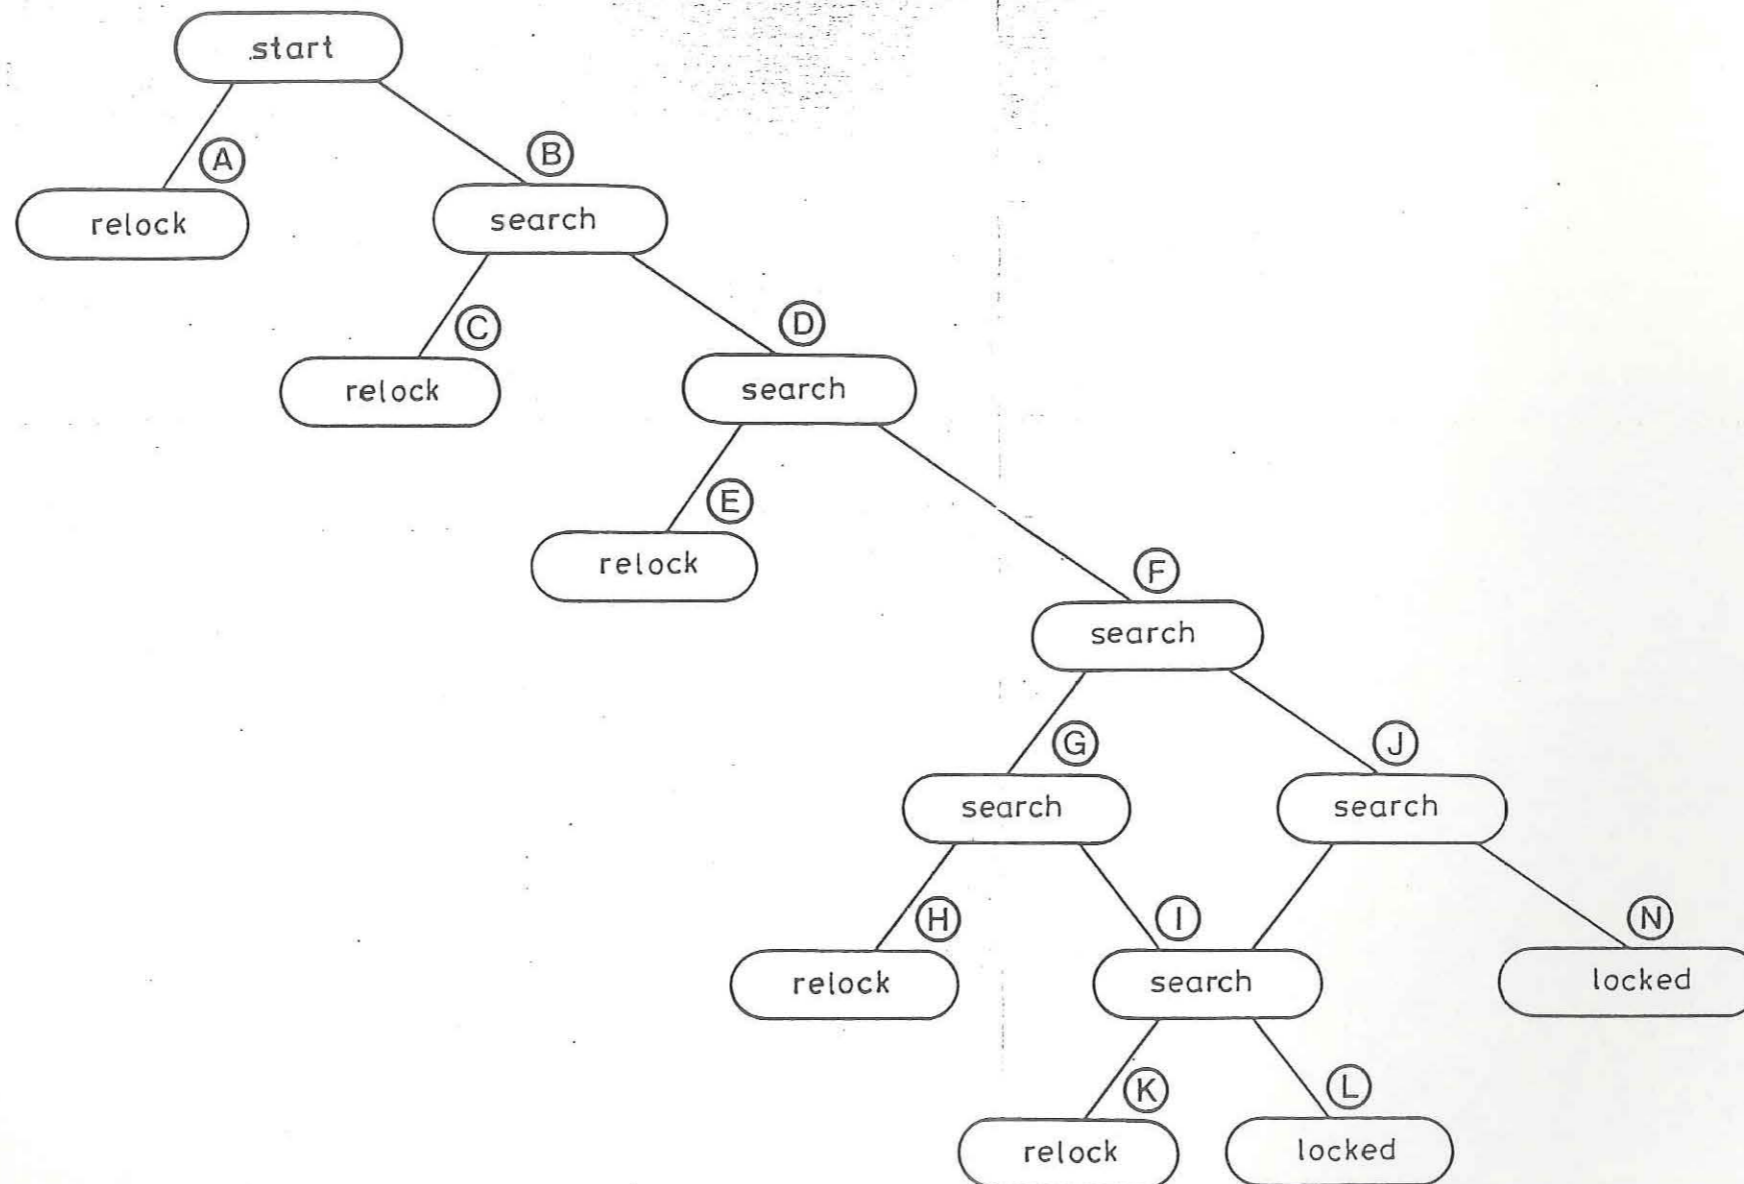 start
A
B
relock
search
C
D
relock
search
E
relock
F
search
G
J
search
search
H
I
N
relock
search
locked
K
L
relock
locked